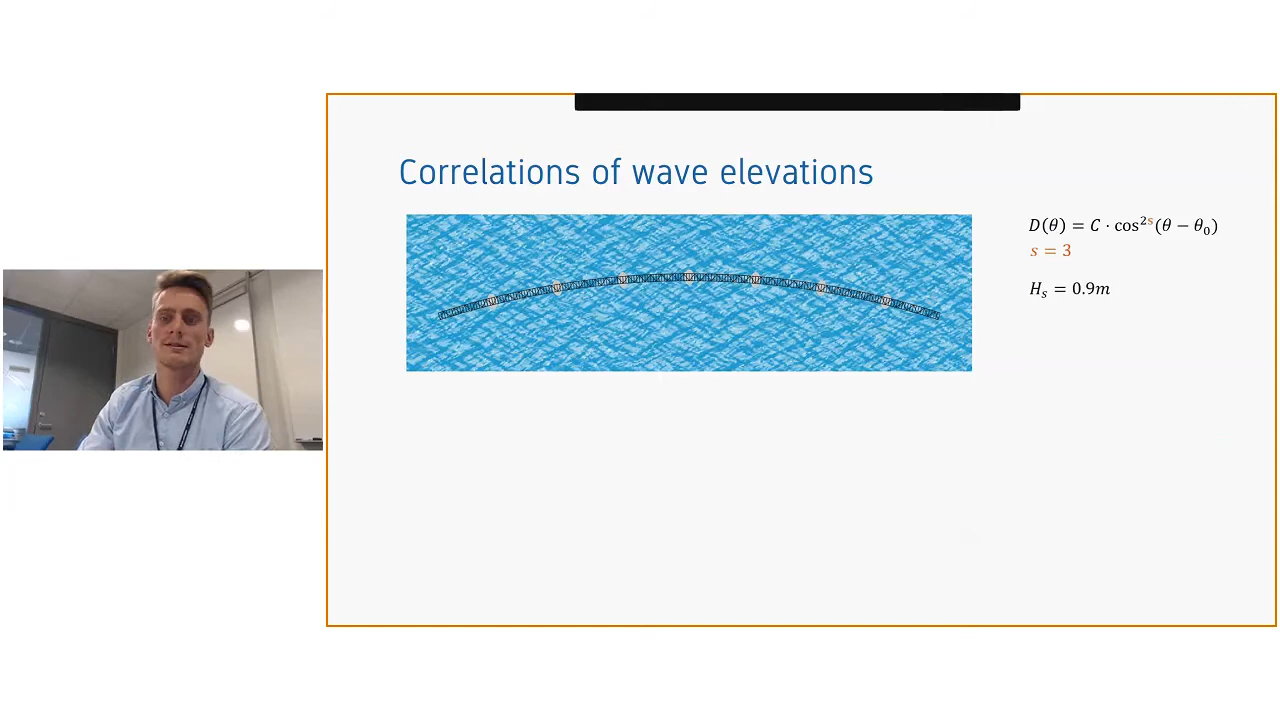 Correlations of wave elevations
D(θ) = C · cos²ˢ(θ − θ₀)
s = 3
Hₛ = 0.9m